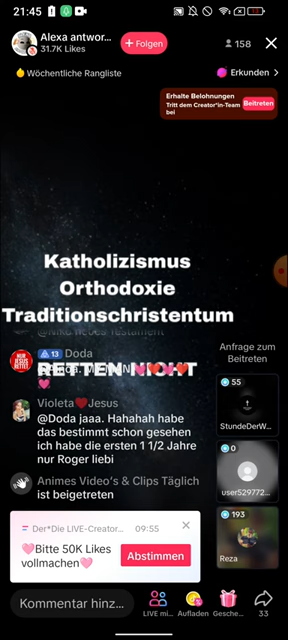 21:45
Alexa antwor...
31.7K Likes
+ Folgen
158
Wöchentliche Rangliste
Erkunden >
Erhalte Belohnungen
Tritt dem Creator*in-Team
bei
Beitreten
Katholizismus
Orthodoxie
Traditionschristentum
RETTEN NICHT
NUR
JESUS
RETTET
13 Doda
Violeta❤️Jesus
@Doda jaaa. Hahahah habe
das bestimmt schon gesehen
ich habe die ersten 1 1/2 Jahre
nur Roger liebi
Animes Video's & Clips Täglich
ist beigetreten
Anfrage zum
Beitreten
55
StundeDerW...
0
user529772...
193
Reza
Der*Die LIVE-Creator... 09:55
🩷Bitte 50K Likes
vollmachen🩷
Abstimmen
Kommentar hinz...
LIVE mi...
Aufladen
Gesche...
33